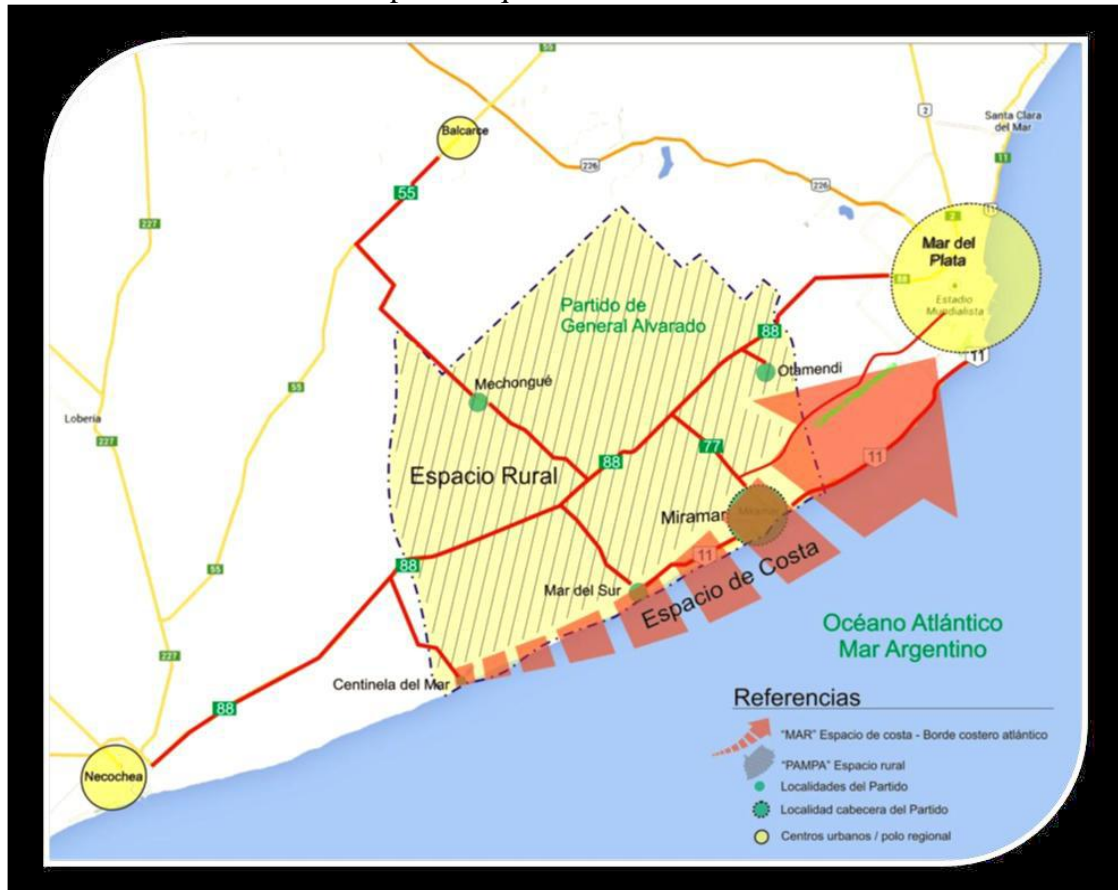 55
Balcarce
226
2
Santa Clara
del Mar
11
55
227
226
11
2
Mar del
Plata
88
Estadio
Mundialista
Partido de
General Alvarado
88
11
Otamendi
Mechongué
55
Lobería
227
88
77
11
Espacio Rural
Miramar
Miramar
11
Espacio de Costa
88
55
Mar del Sur
Océano Atlántico
Mar Argentino
227
Centinela del Mar
88
Necochea
Referencias
"MAR" Espacio de costa - Borde costero atlántico
"PAMPA" Espacio rural
Localidades del Partido
Localidad cabecera del Partido
Centros urbanos / polo regional